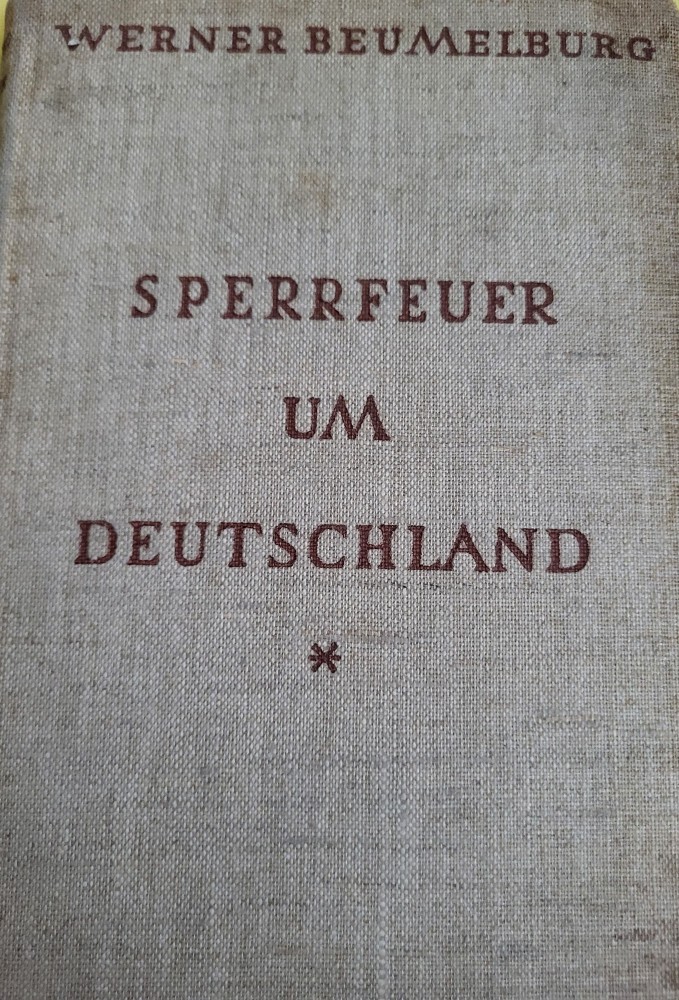 WERNER BEUMELBURG
SPERRFEUER
UM
DEUTSCHLAND
*